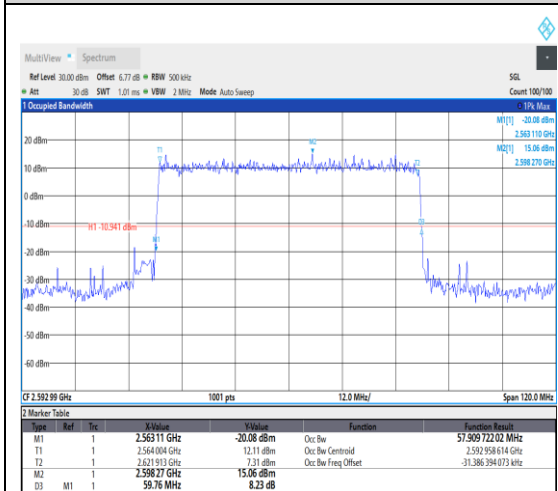 MultiView Spectrum
Ref Level 30.00 dBm Offset 6.77 dB RBW 500 kHz SGL
Att 30 dB SWT 1.01 ms VBW 2 MHz Mode Auto Sweep Count 100/100
1 Occupied Bandwidth 1Pk Max
M1[1] -20.08 dBm
2.563 110 GHz
M2[1] 15.06 dBm
2.598 270 GHz
20 dBm
10 dBm
0 dBm
-10 dBm
-20 dBm
-30 dBm
-40 dBm
-50 dBm
-60 dBm
T1
M2
T2
H1 -10.941 dBm
M1
D3
CF 2.592 99 GHz 1001 pts 12.0 MHz/ Span 120.0 MHz
2 Marker Table
Type Ref Trc X-Value Y-Value Function Function Result
M1 1 2.56311 GHz -20.08 dBm Occ Bw 57.909 722 02 MHz
T1 1 2.564 004 GHz 12.11 dBm Occ Bw Centroid 2.592 958 614 GHz
T2 1 2.621 913 GHz 7.31 dBm Occ Bw Freq Offset -31.386 394 073 kHz
M2 1 2.598 27 GHz 15.06 dBm
D3 M1 1 59.76 MHz 8.23 dB